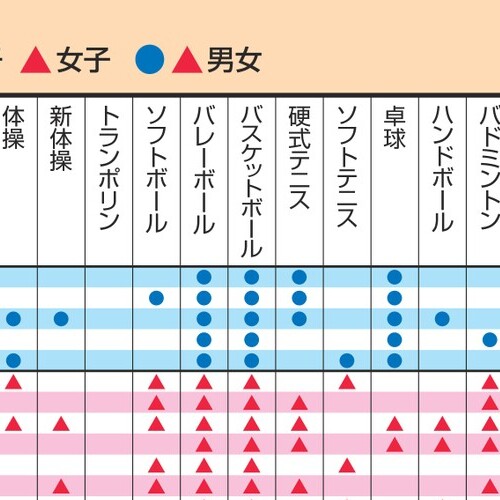 ▲女子 ●▲男女
体操
新体操
トランポリン
ソフトボール
バレーボール
バスケットボール
硬式テニス
ソフトテニス
卓球
ハンドボール
バドミントン